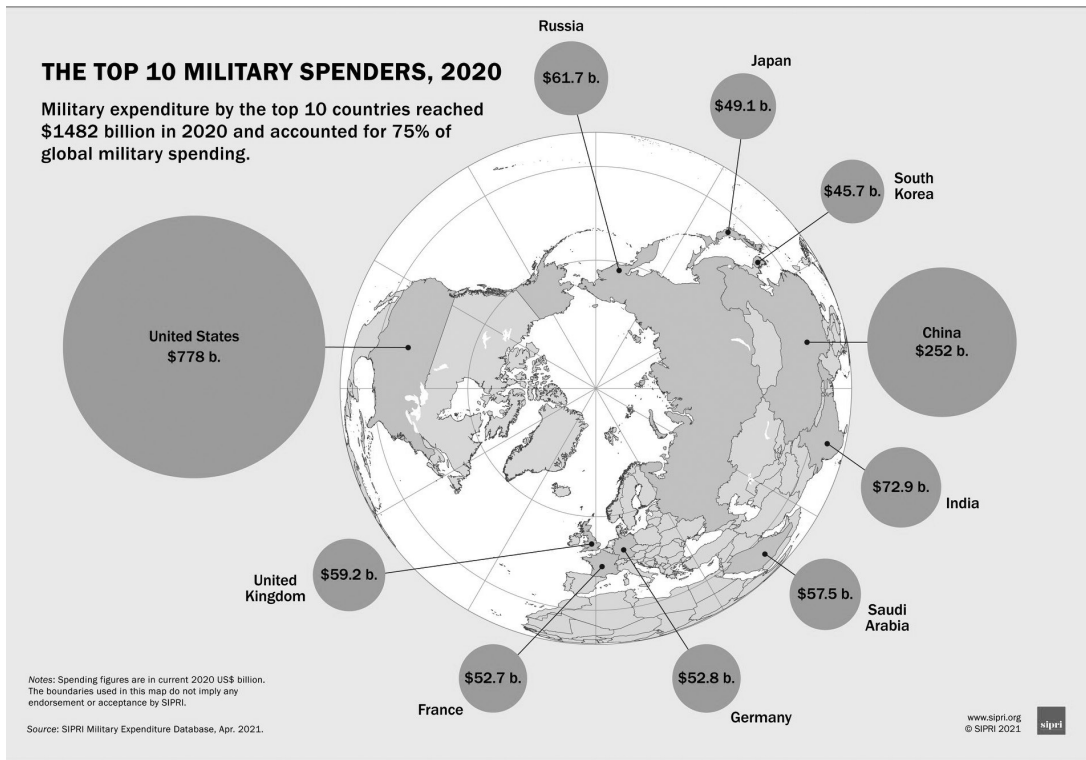 THE TOP 10 MILITARY SPENDERS, 2020
Military expenditure by the top 10 countries reached
$1482 billion in 2020 and accounted for 75% of
global military spending.
Russia
$61.7 b.
Japan
$49.1 b.
South
Korea
$45.7 b.
United States
$778 b.
China
$252 b.
$72.9 b.
India
$59.2 b.
United
Kingdom
$57.5 b.
Saudi
Arabia
$52.7 b.
France
$52.8 b.
Germany
Notes: Spending figures are in current 2020 US$ billion.
The boundaries used in this map do not imply any
endorsement or acceptance by SIPRI.
Source: SIPRI Military Expenditure Database, Apr. 2021.
www.sipri.org
© SIPRI 2021
sipri